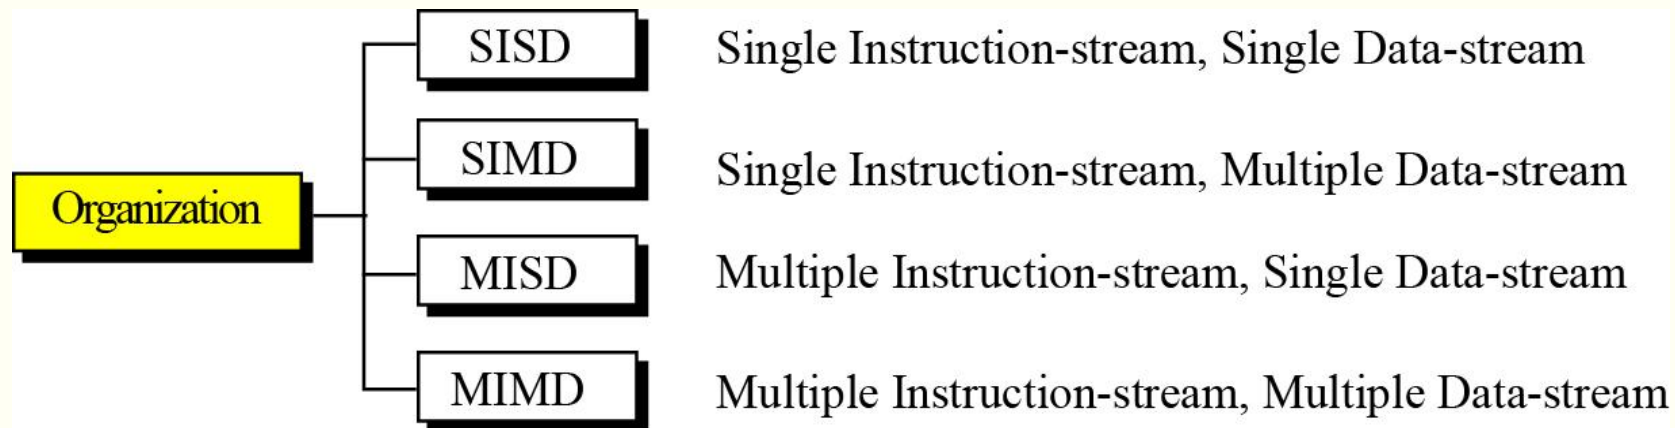 SISD Single Instruction-stream, Single Data-stream
SIMD Single Instruction-stream, Multiple Data-stream
Organization
MISD Multiple Instruction-stream, Single Data-stream
MIMD Multiple Instruction-stream, Multiple Data-stream